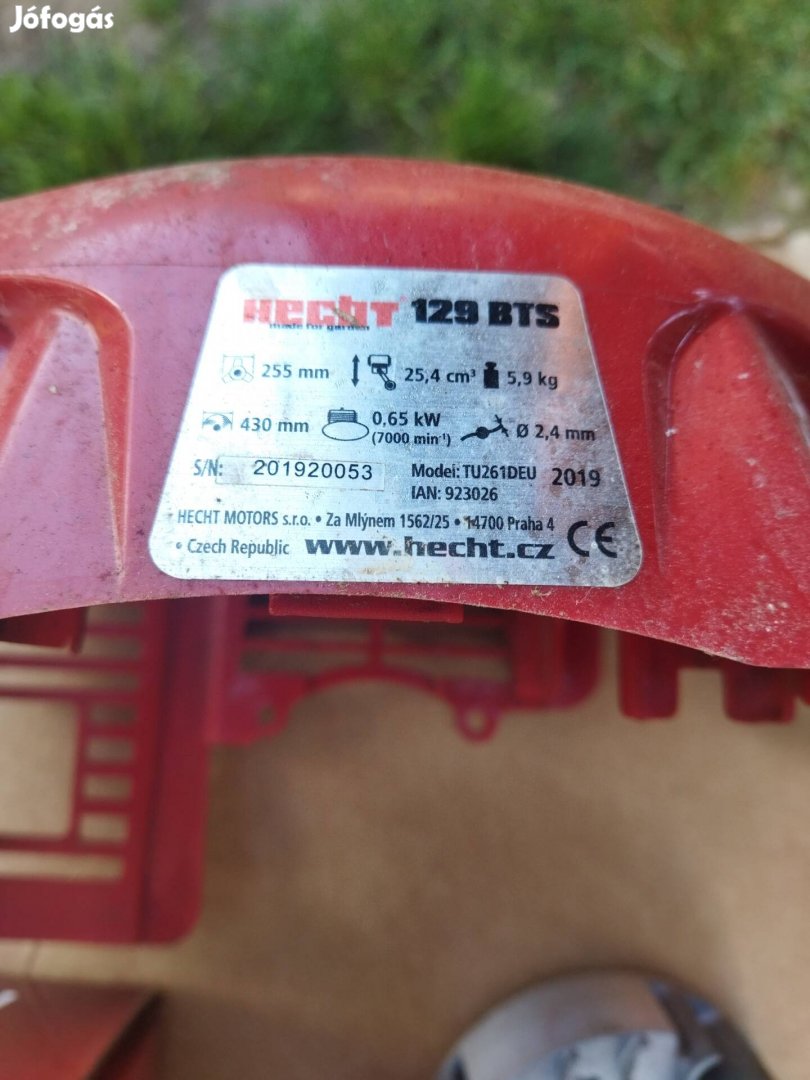 Jófogás
HECHT 129 BTS
made for garden
255 mm 25,4 cm³ 5,9 kg
430 mm 0,65 kW (7000 min⁻¹) Ø 2,4 mm
S/N: 201920053 Model: TU261DEU 2019
IAN: 923026
HECHT MOTORS s.r.o. • Za Mlýnem 1562/25 • 14700 Praha 4
• Czech Republic www.hecht.cz CE